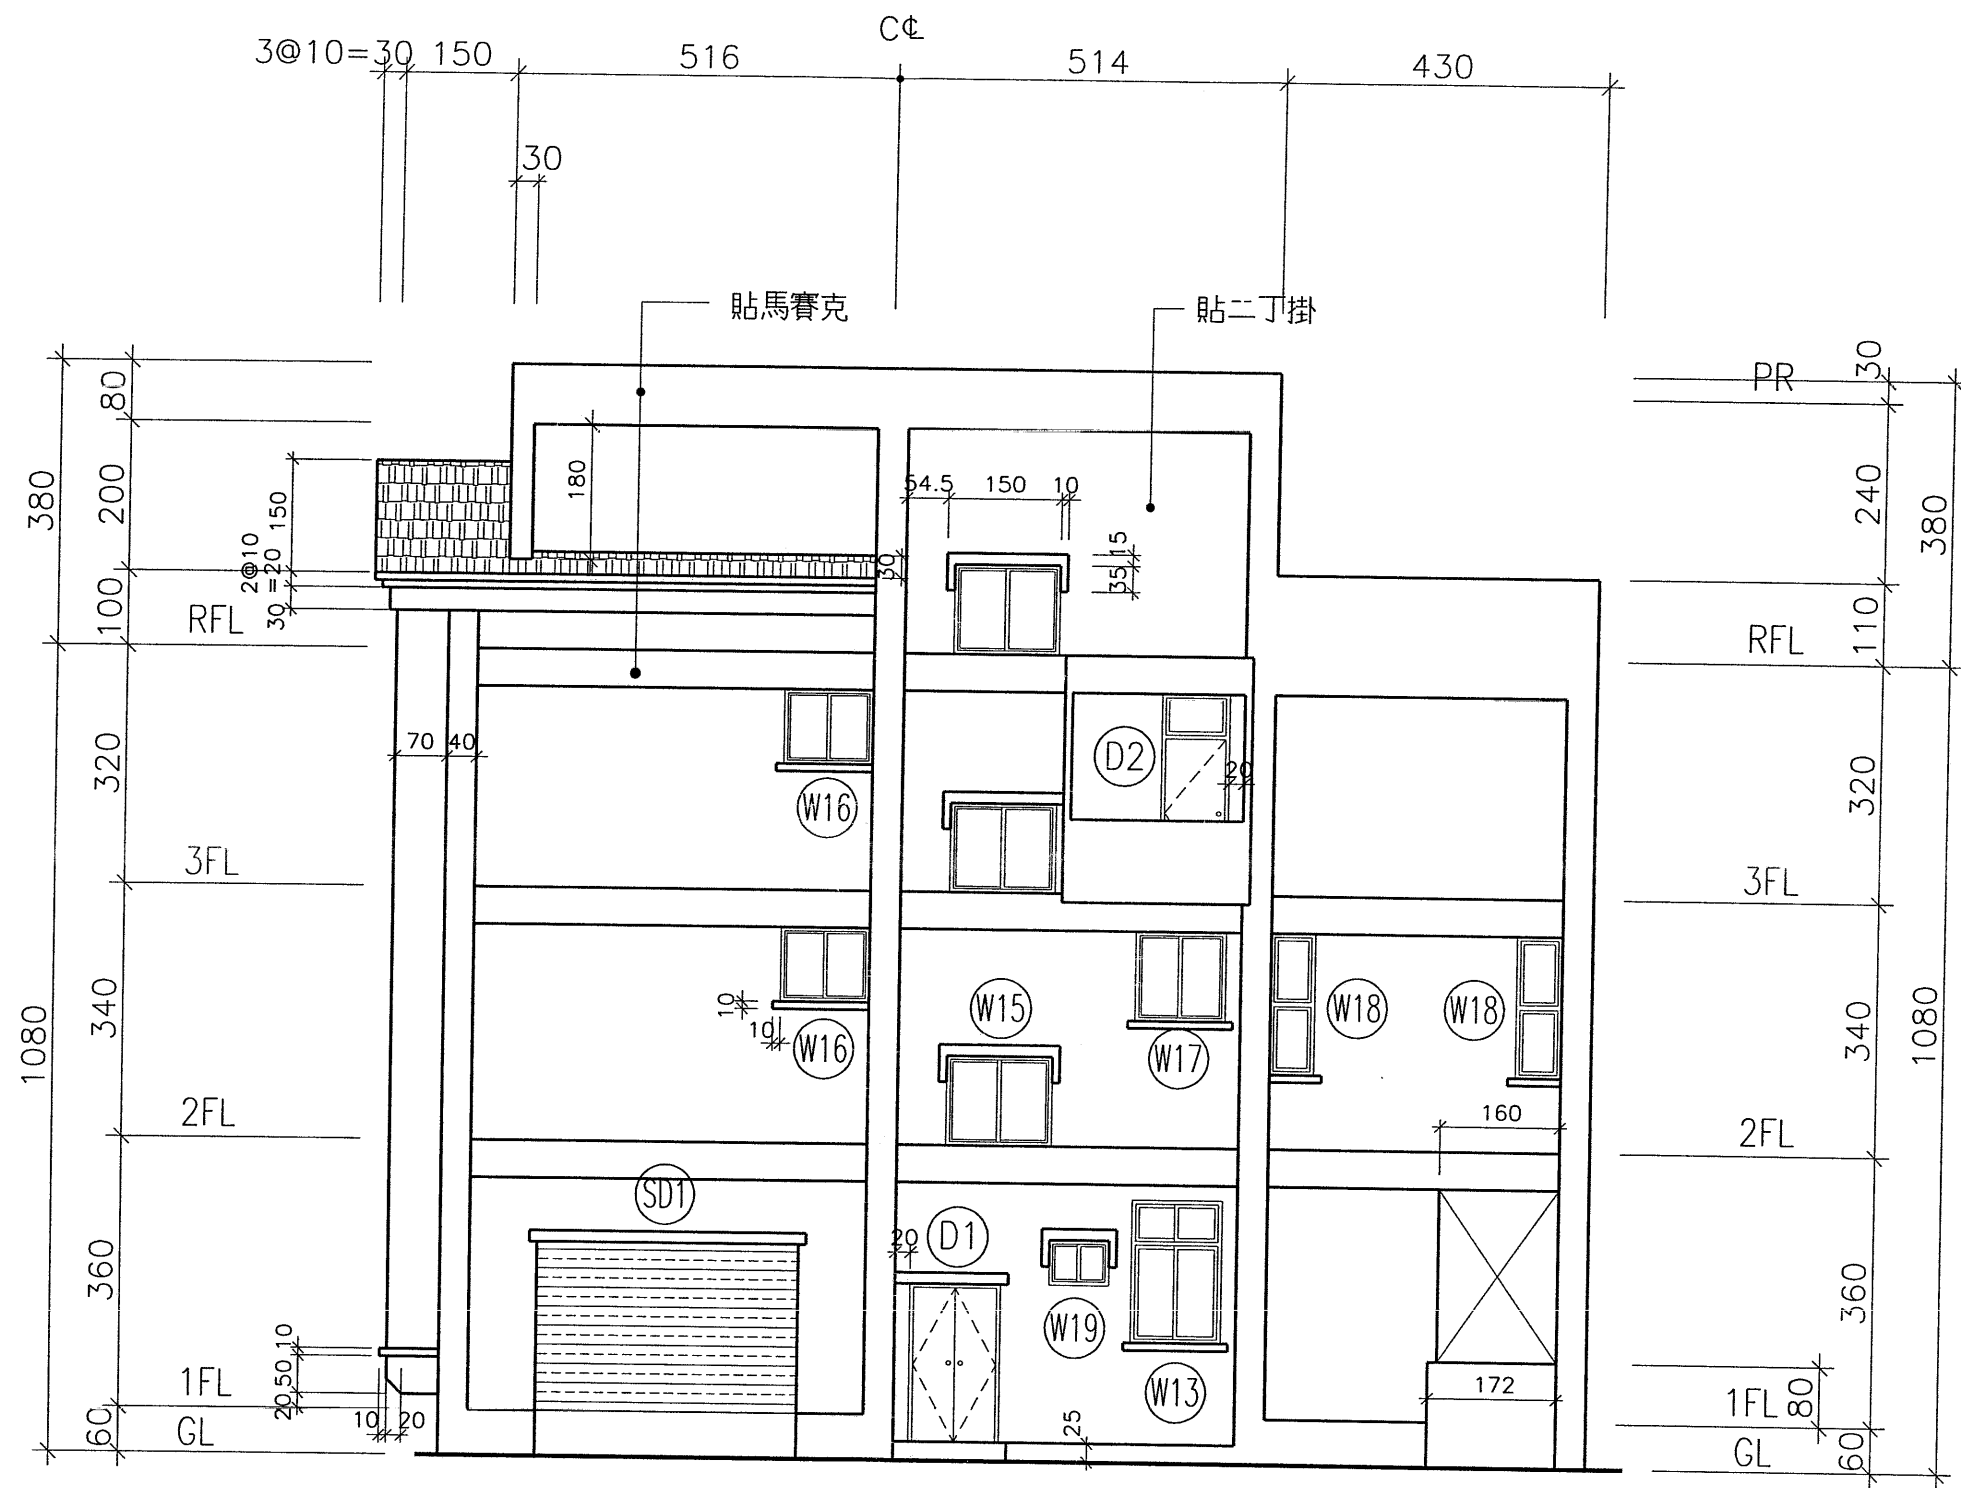 C℄
3@10=30 150 516 514 430
30
貼馬賽克 貼二丁掛
80 PR 30
380 200 150 180 54.5 150 10 240 380
2@10
=20 30 15
35
100 30 110
RFL RFL
70 40 D2 20
320 W16 320
3FL 3FL
1080 340 10 W15 W18 W18 340 1080
10 W16 W17
160
2FL 2FL
SD1
20 D1
360 W19 360
10
50 W13 172
1FL 20 1FL 80
10 20 25
60 GL GL 60